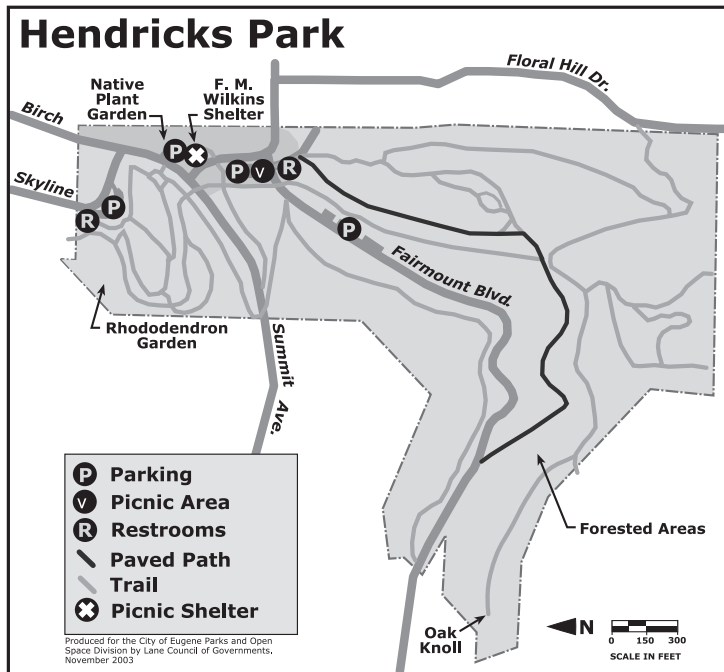 Hendricks Park
Native
Plant
Garden
F. M.
Wilkins
Shelter
Floral Hill Dr.
Birch
Skyline
P
P
V
R
R
P
P
Fairmount Blvd.
Rhododendron
Garden
Summit
Ave.
P Parking
V Picnic Area
R Restrooms
Paved Path
Trail
Picnic Shelter
Forested Areas
Oak
Knoll
N
0 150 300
SCALE IN FEET
Produced for the City of Eugene Parks and Open
Space Division by Lane Council of Governments.
November 2003